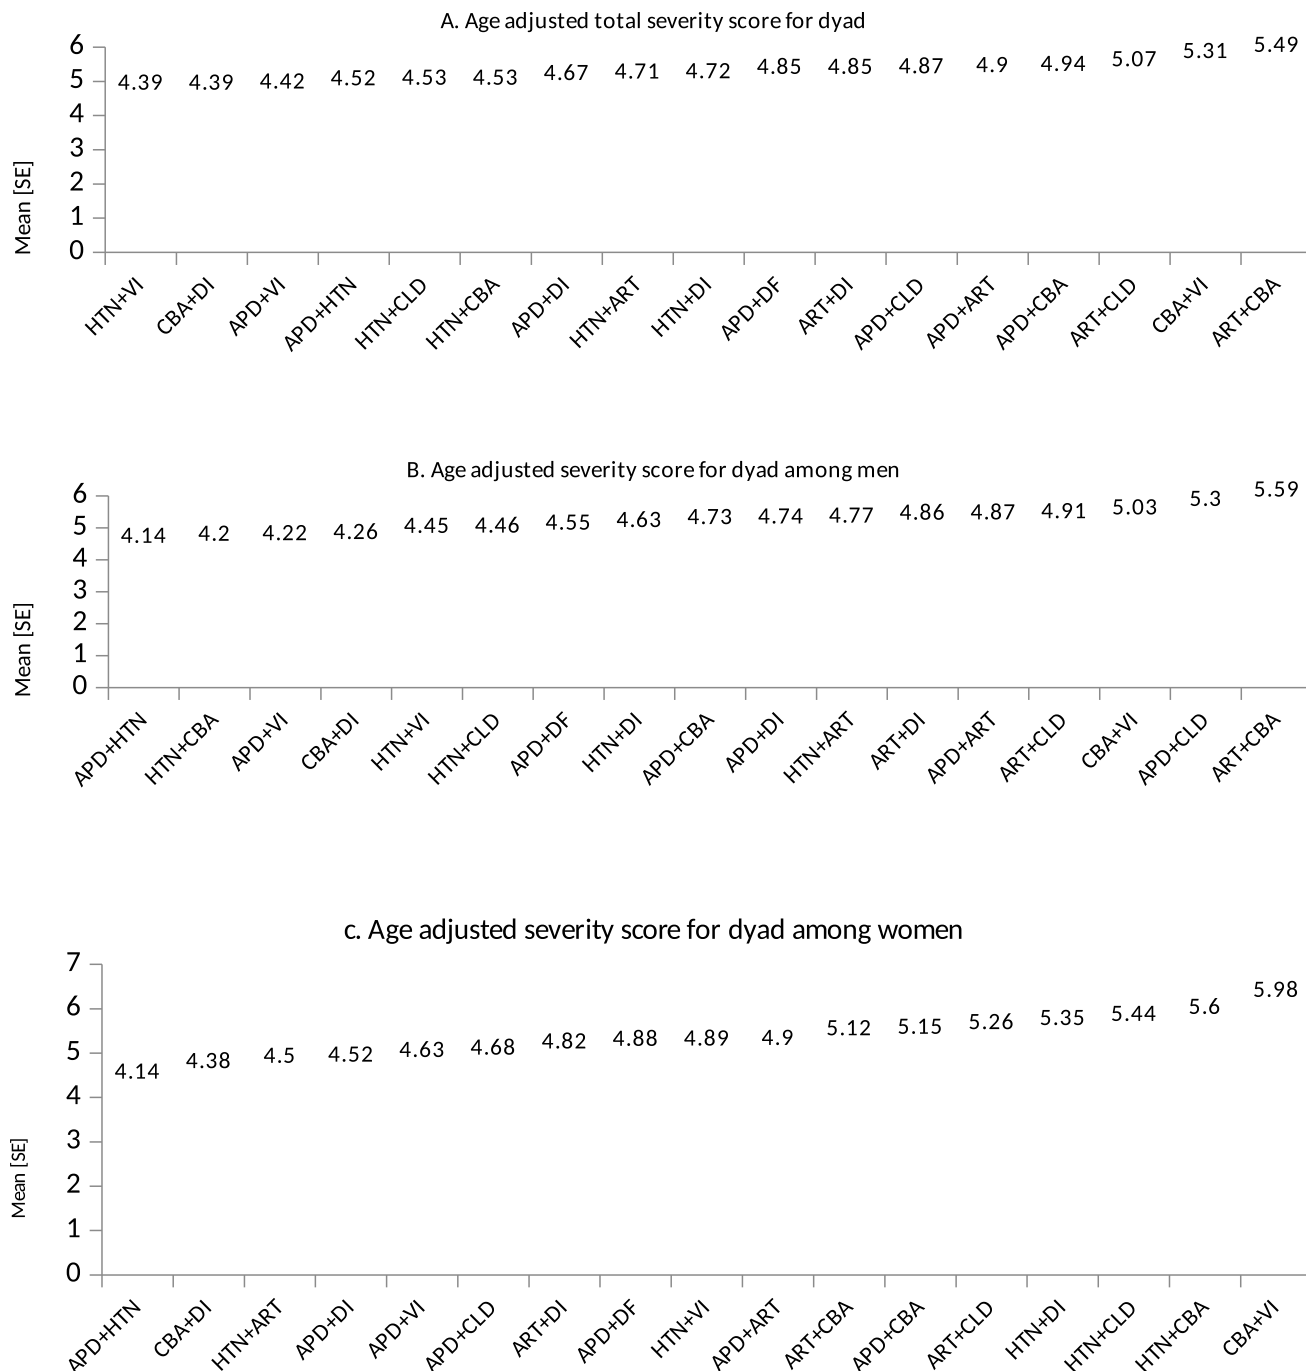 A. Age adjusted total severity score for dyad
6
5
4
3
2
1
0
Mean [SE]
4.39 4.39 4.42 4.52 4.53 4.53 4.67 4.71 4.72 4.85 4.85 4.87 4.9 4.94 5.07 5.31 5.49
HTN+VI CBA+DI APD+VI APD+HTN HTN+CLD HTN+CBA APD+DI HTN+ART HTN+DI APD+DF ART+DI APD+CLD APD+ART APD+CBA ART+CLD CBA+VI ART+CBA
B. Age adjusted severity score for dyad among men
6
5
4
3
2
1
0
Mean [SE]
4.14 4.2 4.22 4.26 4.45 4.46 4.55 4.63 4.73 4.74 4.77 4.86 4.87 4.91 5.03 5.3 5.59
APD+HTN HTN+CBA APD+VI CBA+DI HTN+VI HTN+CLD APD+DF HTN+DI APD+CBA APD+DI HTN+ART ART+DI APD+ART ART+CLD CBA+VI APD+CLD ART+CBA
c. Age adjusted severity score for dyad among women
7
6
5
4
3
2
1
0
Mean [SE]
4.14 4.38 4.5 4.52 4.63 4.68 4.82 4.88 4.89 4.9 5.12 5.15 5.26 5.35 5.44 5.6 5.98
APD+HTN CBA+DI HTN+ART APD+DI APD+VI APD+CLD ART+DI APD+DF HTN+VI APD+ART ART+CBA APD+CBA ART+CLD HTN+DI HTN+CLD HTN+CBA CBA+VI